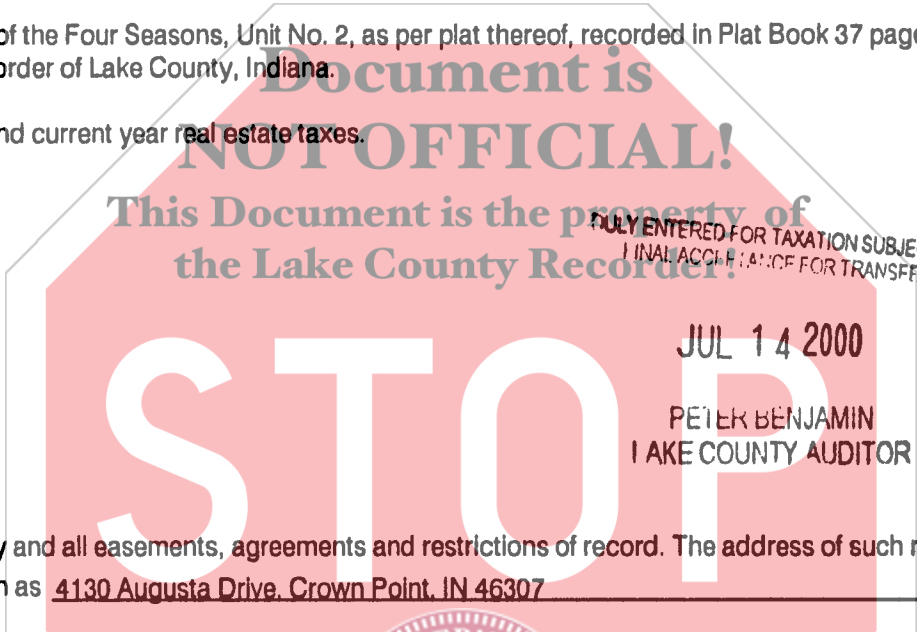 of the Four Seasons, Unit No. 2, as per plat thereof, recorded in Plat Book 37 page
order of Lake County, Indiana.
Document is
nd current year real estate taxes.
NOT OFFICIAL!
This Document is the property of
the Lake County Recorder!
DULY ENTERED FOR TAXATION SUBJE
FINAL ACCEPTANCE FOR TRANSFE
JUL 14 2000
PETER BENJAMIN
LAKE COUNTY AUDITOR
STOP
y and all easements, agreements and restrictions of record. The address of such r
n as 4130 Augusta Drive, Crown Point, IN 46307